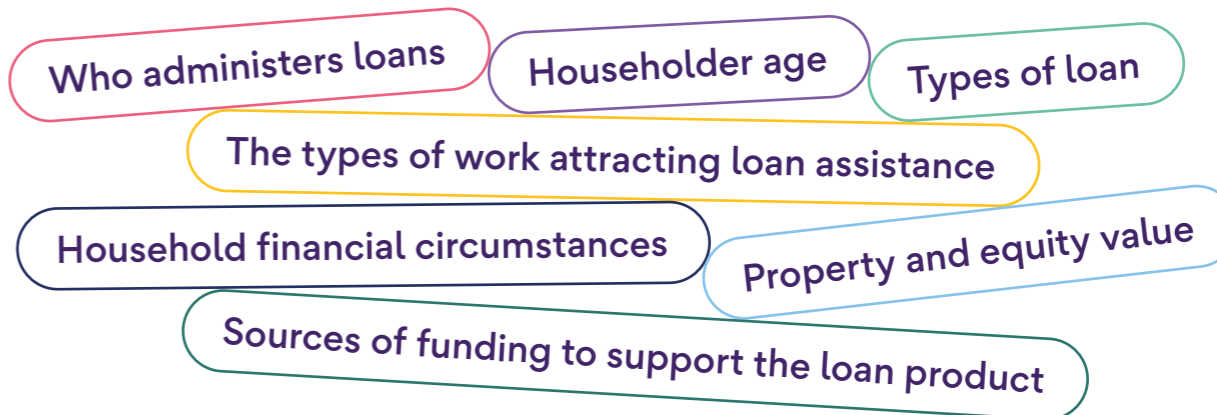 Who administers loans
Householder age
Types of loan
The types of work attracting loan assistance
Household financial circumstances
Property and equity value
Sources of funding to support the loan product